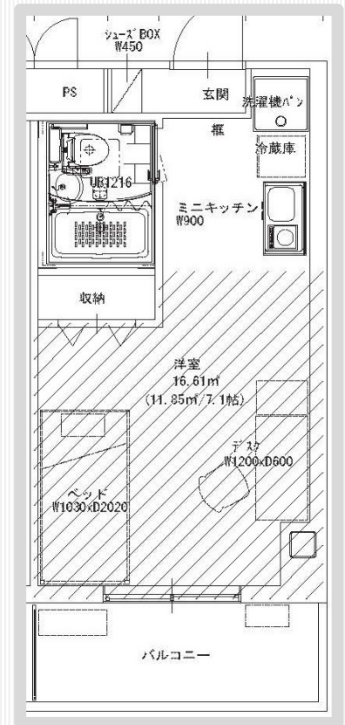 シューズBOX
W450
PS
玄関
洗濯機パン
框
冷蔵庫
UB1216
ミニキッチン
W900
収納
洋室
16.61㎡
(11.85㎡/7.1帖)
デスク
W1200xD600
ベッド
W1030xD2020
バルコニー